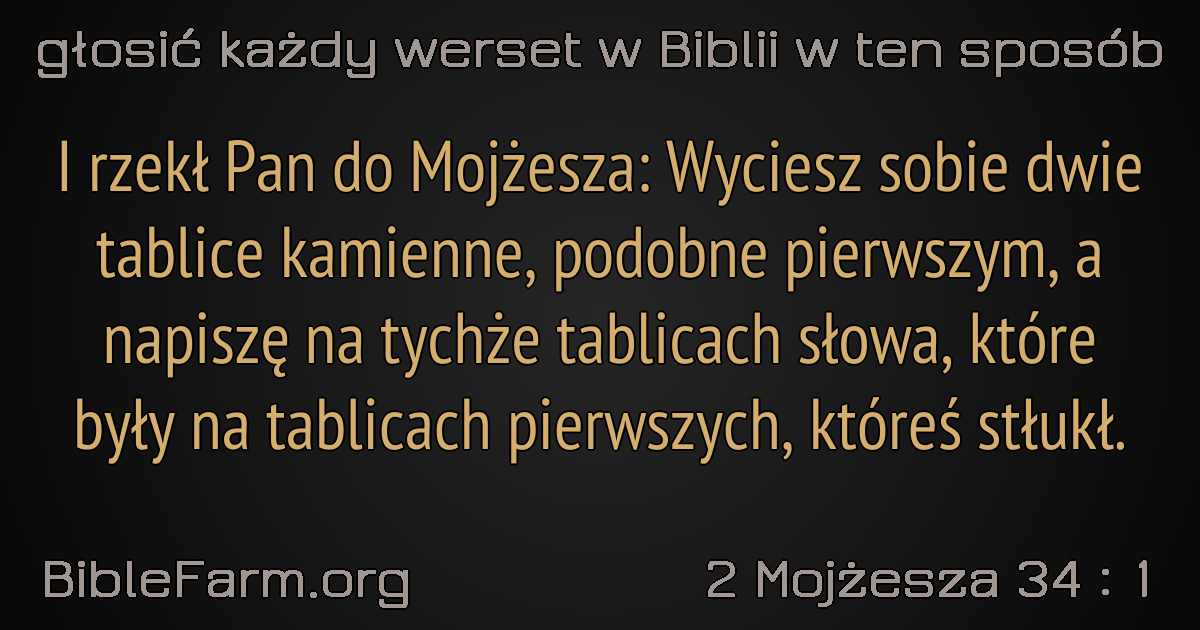 głosić każdy werset w Biblii w ten sposób
I rzekł Pan do Mojżesza: Wyciesz sobie dwie
tablice kamienne, podobne pierwszym, a
napiszę na tychże tablicach słowa, które
były na tablicach pierwszych, któreś stłukł.
BibleFarm.org
2 Mojżesza 34 : 1